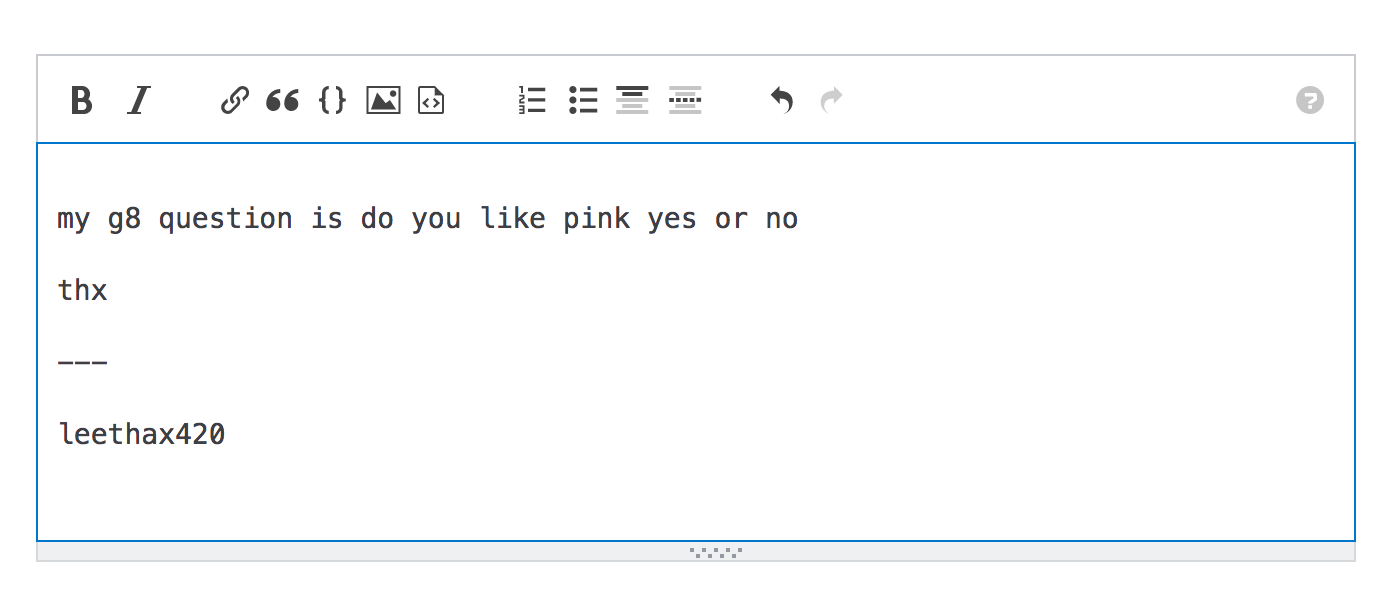 my g8 question is do you like pink yes or no
thx
---
leethax420